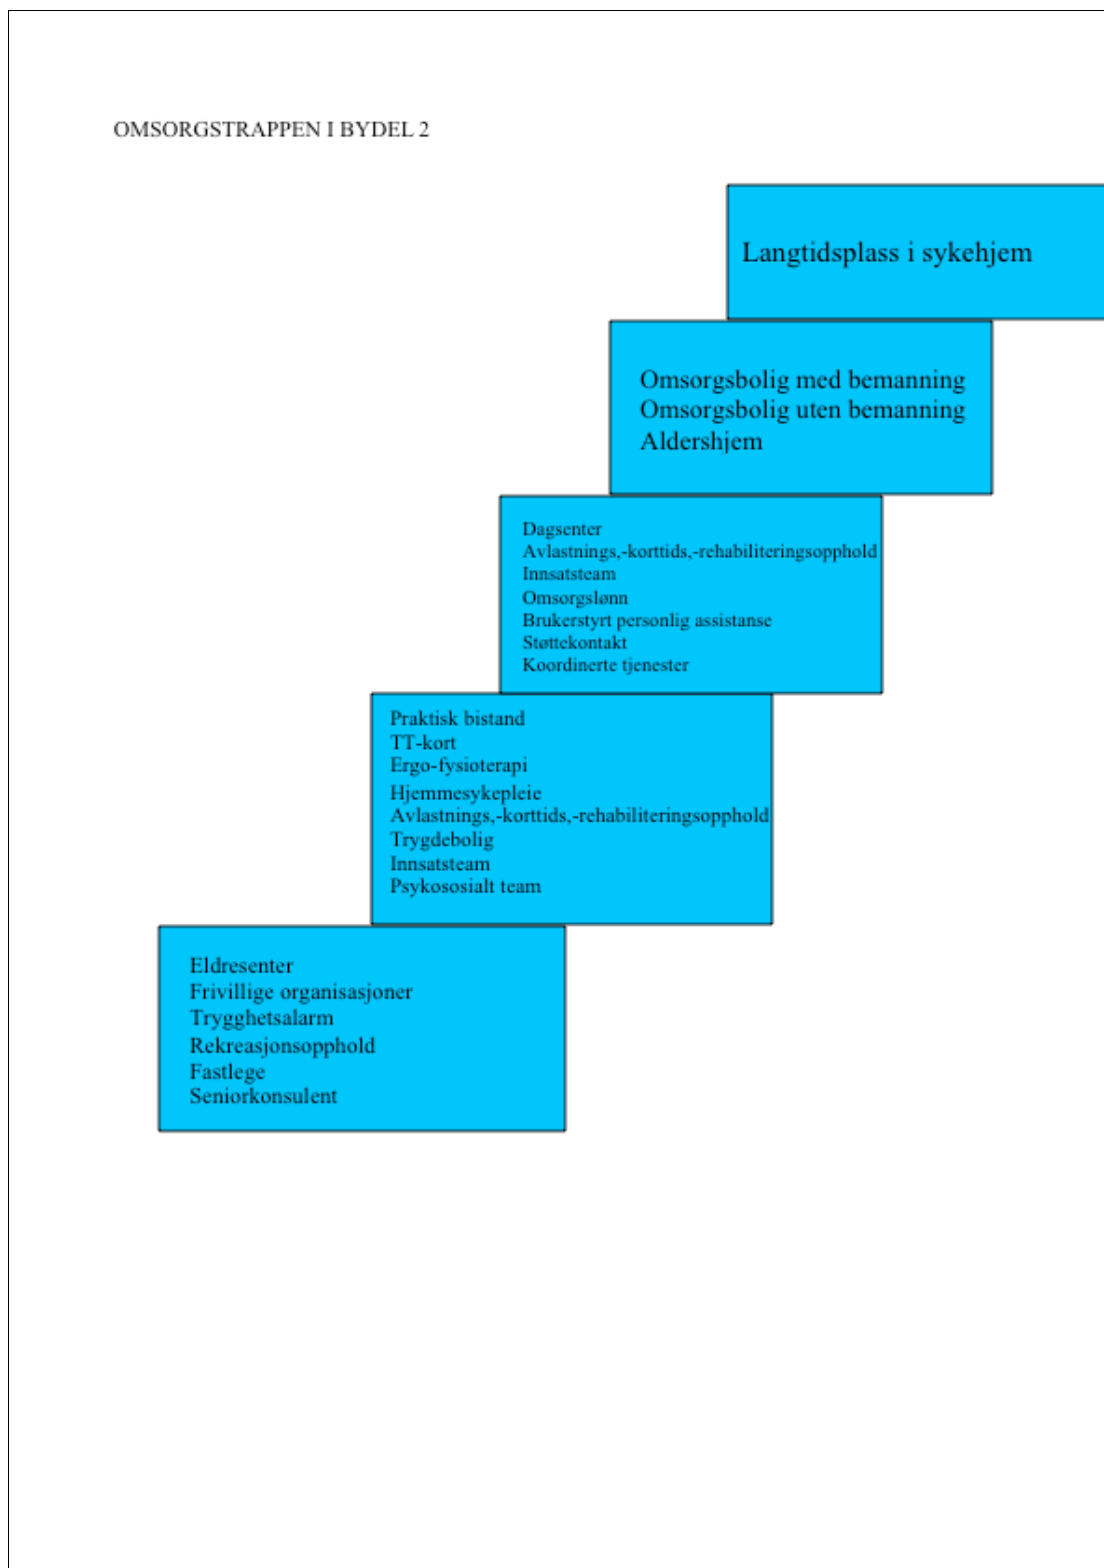 OMSORGSTRAPPEN I BYDEL 2
Langtidsplass i sykehjem
Omsorgsbolig med bemanning
Omsorgsbolig uten bemanning
Aldershjem
Dagsenter
Avlastnings,-korttids,-rehabiliteringsopphold
Innsatsteam
Omsorgslønn
Brukerstyrt personlig assistanse
Støttekontakt
Koordinerte tjenester
Praktisk bistand
TT-kort
Ergo-fysioterapi
Hjemmesykepleie
Avlastnings,-korttids,-rehabiliteringsopphold
Trygdebolig
Innsatsteam
Psykososialt team
Eldresenter
Frivillige organisasjoner
Trygghetsalarm
Rekreasjonsopphold
Fastlege
Seniorkonsulent